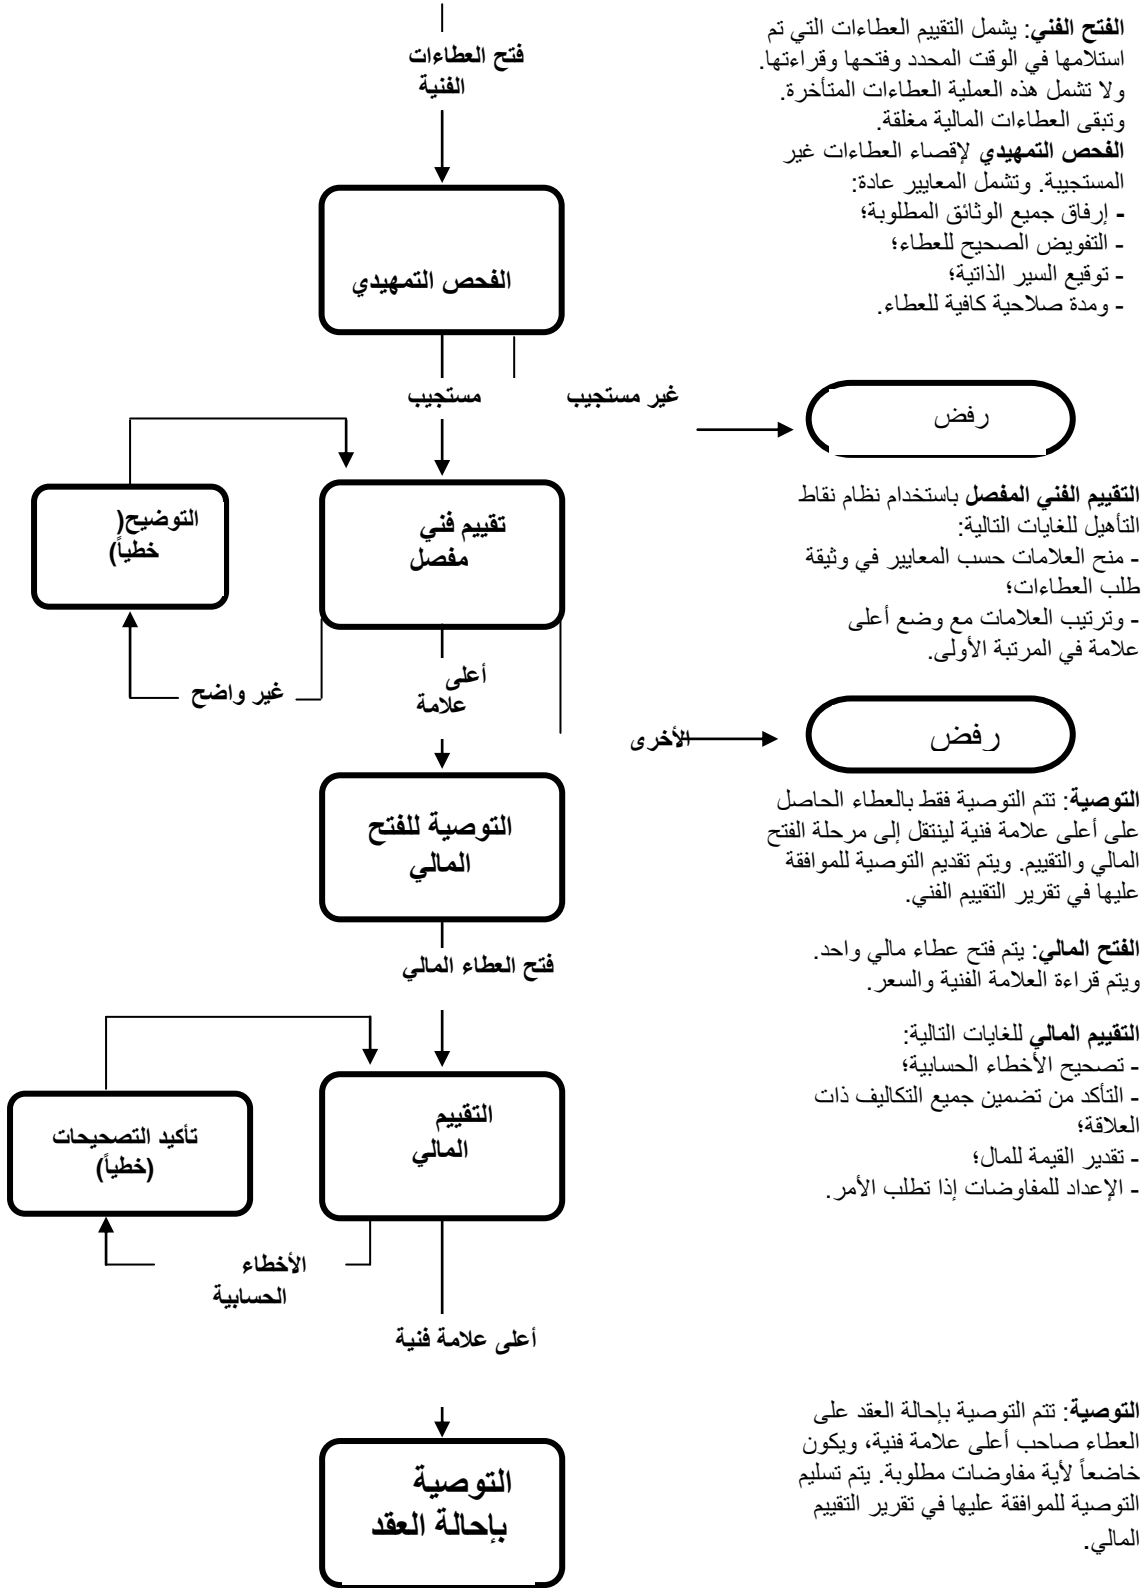 فتح العطاءات
الفنية
الفتح الفني: يشمل التقييم العطاءات التي تم
استلامها في الوقت المحدد وفتحها وقراءتها.
ولا تشمل هذه العملية العطاءات المتأخرة.
وتبقى العطاءات المالية مغلقة.
الفحص التمهيدي لإقصاء العطاءات غير
المستجيبة. وتشمل المعايير عادة:
- إرفاق جميع الوثائق المطلوبة؛
- التفويض الصحيح للعطاء؛
- توقيع السير الذاتية؛
- ومدة صلاحية كافية للعطاء.
الفحص التمهيدي
مستجيب
غير مستجيب
رفض
التوضيح(
خطياً)
تقييم فني
مفصل
التقييم الفني المفصل باستخدام نظام نقاط
التأهيل للغايات التالية:
- منح العلامات حسب المعايير في وثيقة
طلب العطاءات؛
- وترتيب العلامات مع وضع أعلى
علامة في المرتبة الأولى.
غير واضح
أعلى
علامة
الأخرى
رفض
التوصية للفتح
المالي
التوصية: تتم التوصية فقط بالعطاء الحاصل
على أعلى علامة فنية لينتقل إلى مرحلة الفتح
المالي والتقييم. ويتم تقديم التوصية للموافقة
عليها في تقرير التقييم الفني.
فتح العطاء المالي
الفتح المالي: يتم فتح عطاء مالي واحد.
ويتم قراءة العلامة الفنية والسعر.
التقييم المالي للغايات التالية:
- تصحيح الأخطاء الحسابية؛
- التأكد من تضمين جميع التكاليف ذات
العلاقة؛
- تقدير القيمة للمال؛
- الإعداد للمفاوضات إذا تطلب الأمر.
التقييم
المالي
تأكيد التصحيحات
(خطياً)
الأخطاء
الحسابية
أعلى علامة فنية
التوصية
بإحالة العقد
التوصية: تتم التوصية بإحالة العقد على
العطاء صاحب أعلى علامة فنية، ويكون
خاضعاً لأية مفاوضات مطلوبة. يتم تسليم
التوصية للموافقة عليها في تقرير التقييم
المالي.